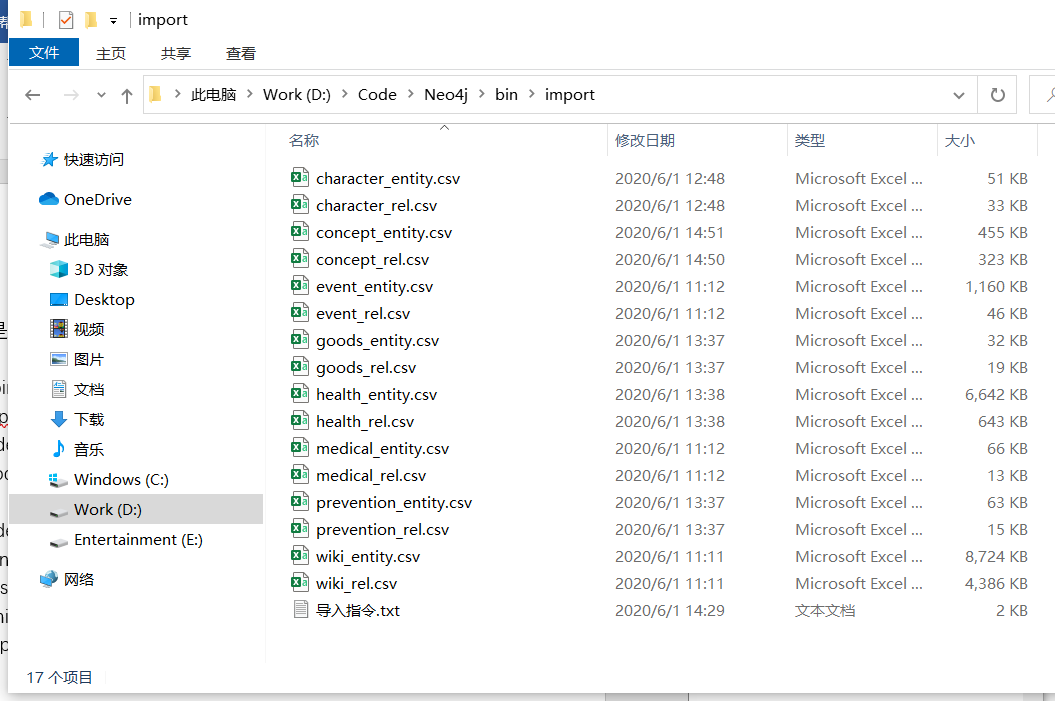 import
文件 主页 共享 查看
此电脑 Work (D:) Code Neo4j bin import
名称 修改日期 类型 大小
快速访问
OneDrive
此电脑
3D 对象
Desktop
视频
图片
文档
下载
音乐
Windows (C:)
Work (D:)
Entertainment (E:)
网络
character_entity.csv 2020/6/1 12:48 Microsoft Excel ... 51 KB
character_rel.csv 2020/6/1 12:48 Microsoft Excel ... 33 KB
concept_entity.csv 2020/6/1 14:51 Microsoft Excel ... 455 KB
concept_rel.csv 2020/6/1 14:50 Microsoft Excel ... 323 KB
event_entity.csv 2020/6/1 11:12 Microsoft Excel ... 1,160 KB
event_rel.csv 2020/6/1 11:12 Microsoft Excel ... 46 KB
goods_entity.csv 2020/6/1 13:37 Microsoft Excel ... 32 KB
goods_rel.csv 2020/6/1 13:37 Microsoft Excel ... 19 KB
health_entity.csv 2020/6/1 13:38 Microsoft Excel ... 6,642 KB
health_rel.csv 2020/6/1 13:38 Microsoft Excel ... 643 KB
medical_entity.csv 2020/6/1 11:12 Microsoft Excel ... 66 KB
medical_rel.csv 2020/6/1 11:12 Microsoft Excel ... 13 KB
prevention_entity.csv 2020/6/1 13:37 Microsoft Excel ... 63 KB
prevention_rel.csv 2020/6/1 13:37 Microsoft Excel ... 15 KB
wiki_entity.csv 2020/6/1 11:11 Microsoft Excel ... 8,724 KB
wiki_rel.csv 2020/6/1 11:11 Microsoft Excel ... 4,386 KB
导入指令.txt 2020/6/1 14:29 文本文档 2 KB
17 个项目